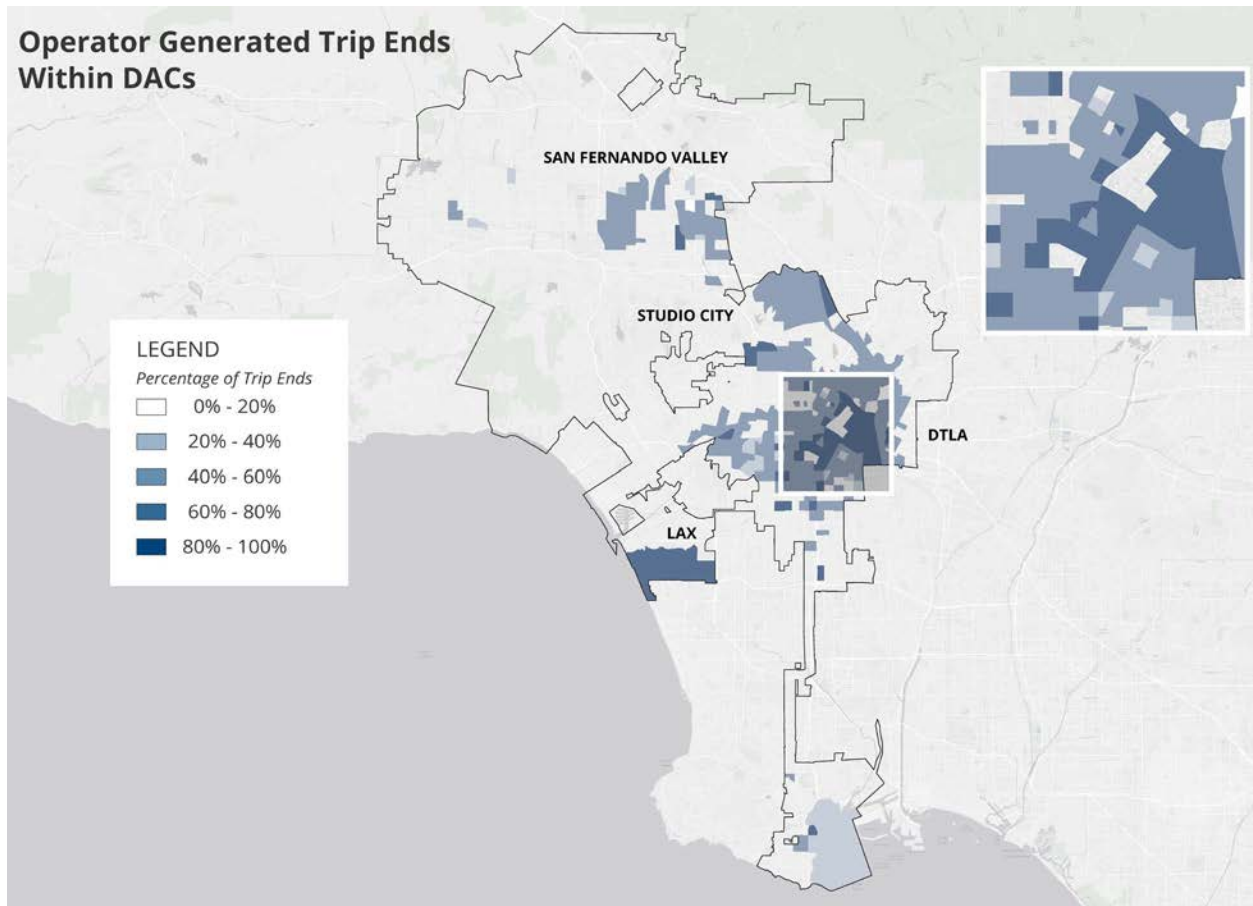 Operator Generated Trip Ends
Within DACs
SAN FERNANDO VALLEY
STUDIO CITY
DTLA
LAX
LEGEND
Percentage of Trip Ends
0% - 20%
20% - 40%
40% - 60%
60% - 80%
80% - 100%